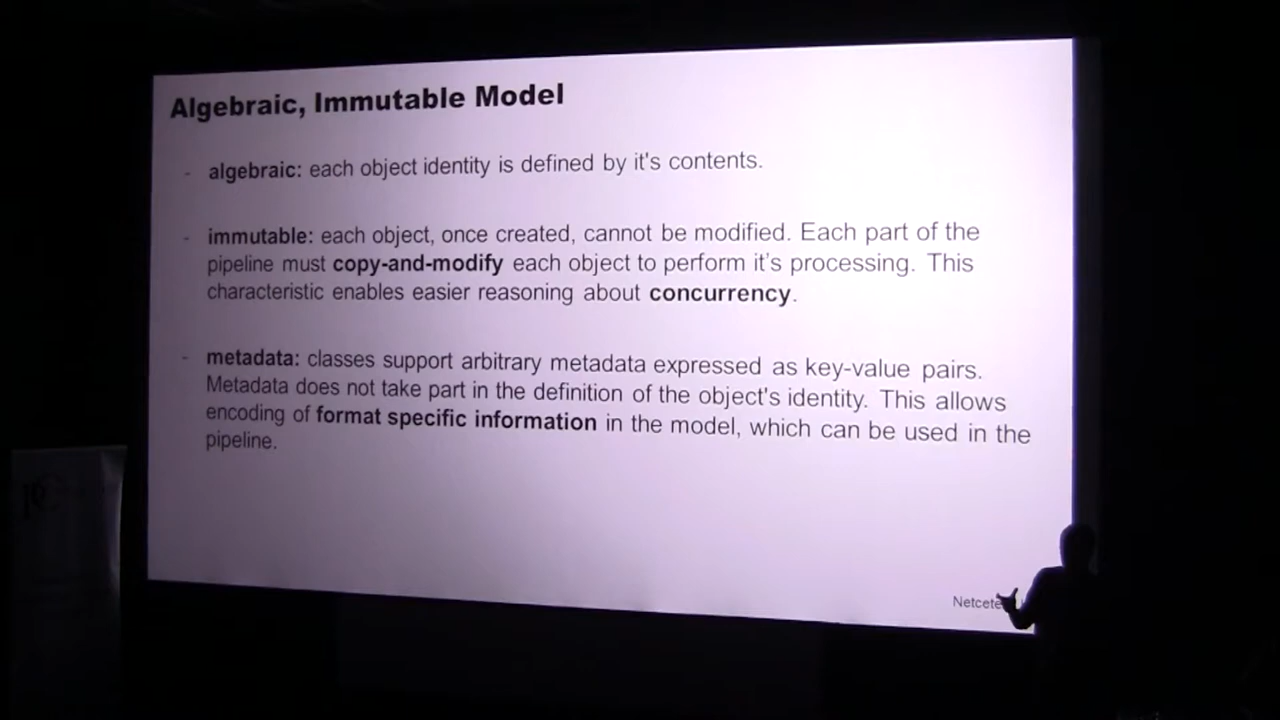 Algebraic, Immutable Model
- algebraic: each object identity is defined by it's contents.
- immutable: each object, once created, cannot be modified. Each part of the
pipeline must copy-and-modify each object to perform it's processing. This
characteristic enables easier reasoning about concurrency.
- metadata: classes support arbitrary metadata expressed as key-value pairs.
Metadata does not take part in the definition of the object's identity. This allows
encoding of format specific information in the model, which can be used in the
pipeline.